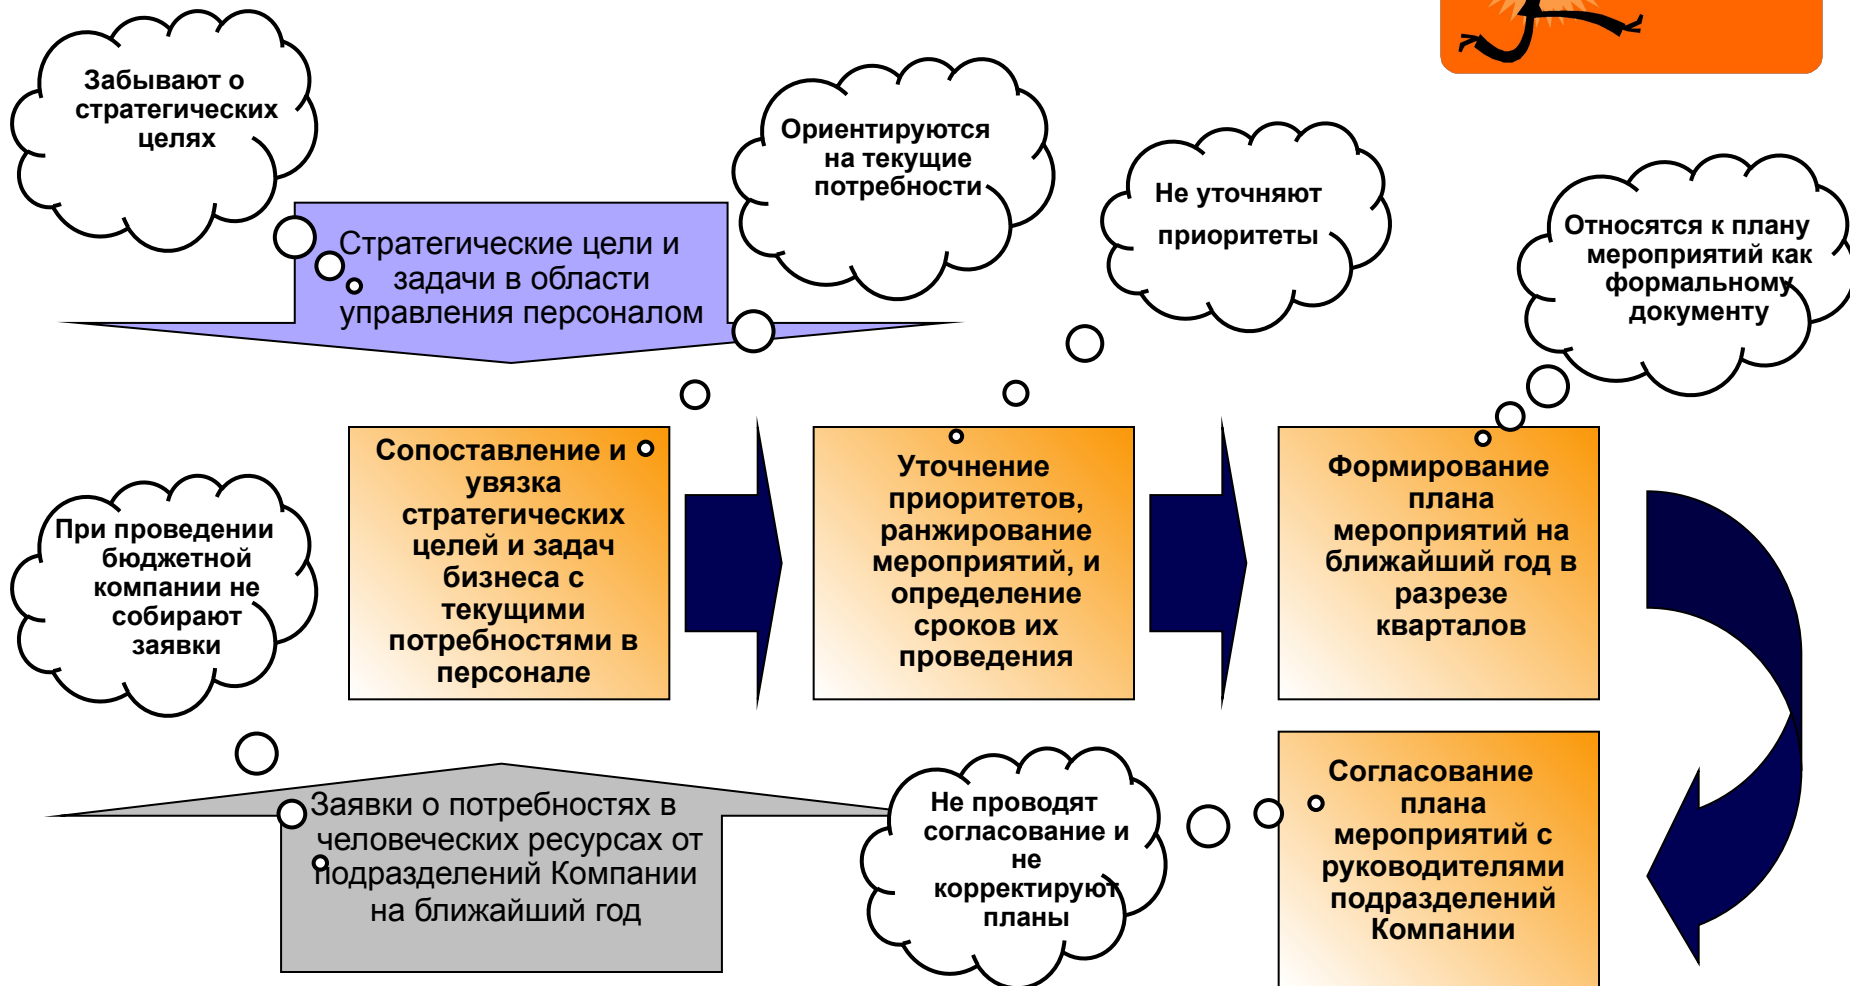 Забывают о
стратегических
целях
Ориентируются
на текущие
потребности
Не уточняют
приоритеты
Относятся к плану
мероприятий как
формальному
документу
Стратегические цели и
задачи в области
управления персоналом
При проведении
бюджетной
компании не
собирают
заявки
Сопоставление и
увязка
стратегических
целей и задач
бизнеса с
текущими
потребностями в
персонале
Уточнение
приоритетов,
ранжирование
мероприятий, и
определение
сроков их
проведения
Формирование
плана
мероприятий на
ближайший год в
разрезе
кварталов
Заявки о потребностях в
человеческих ресурсах от
подразделений Компании
на ближайший год
Не проводят
согласование и
не
корректируют
планы
Согласование
плана
мероприятий с
руководителями
подразделений
Компании